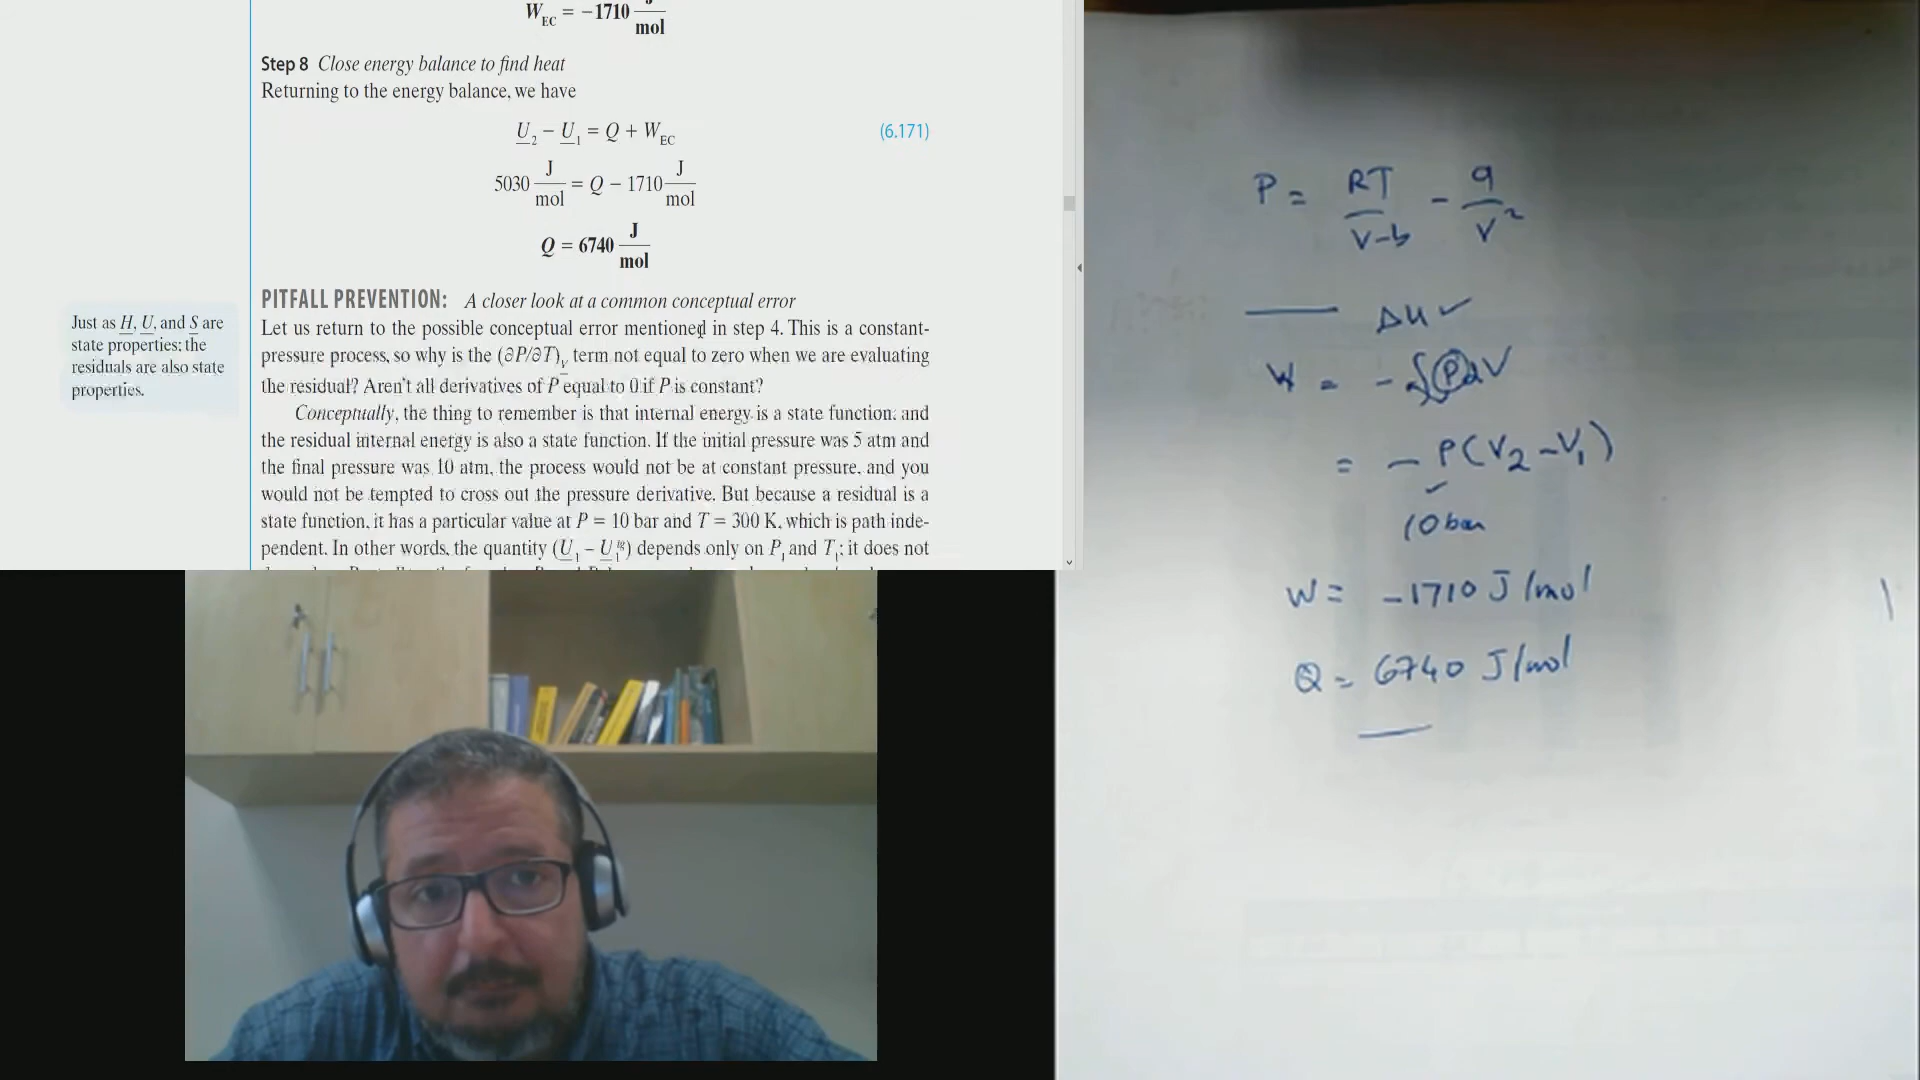 W_EC = −1710 J/mol
Step 8 Close energy balance to find heat
Returning to the energy balance, we have
U₂ − U₁ = Q + W_EC (6.171)
5030 J/mol = Q − 1710 J/mol
Q = 6740 J/mol
PITFALL PREVENTION: A closer look at a common conceptual error
Let us return to the possible conceptual error mentioned in step 4. This is a constant-
pressure process, so why is the (∂P/∂T)_V term not equal to zero when we are evaluating
the residual? Aren't all derivatives of P equal to 0 if P is constant?
Conceptually, the thing to remember is that internal energy is a state function, and
the residual internal energy is also a state function. If the initial pressure was 5 atm and
the final pressure was 10 atm, the process would not be at constant pressure, and you
would not be tempted to cross out the pressure derivative. But because a residual is a
state function, it has a particular value at P = 10 bar and T = 300 K, which is path inde-
pendent. In other words, the quantity (U₁ − U₁^ig) depends only on P₁ and T₁; it does not
Just as H, U, and S are
state properties; the
residuals are also state
properties.
P = RT/(V-b) - a/V²
ΔU ✓
W = -∫PdV
= -P(V₂-V₁)
10 bar
W = -1710 J/mol
Q = 6740 J/mol